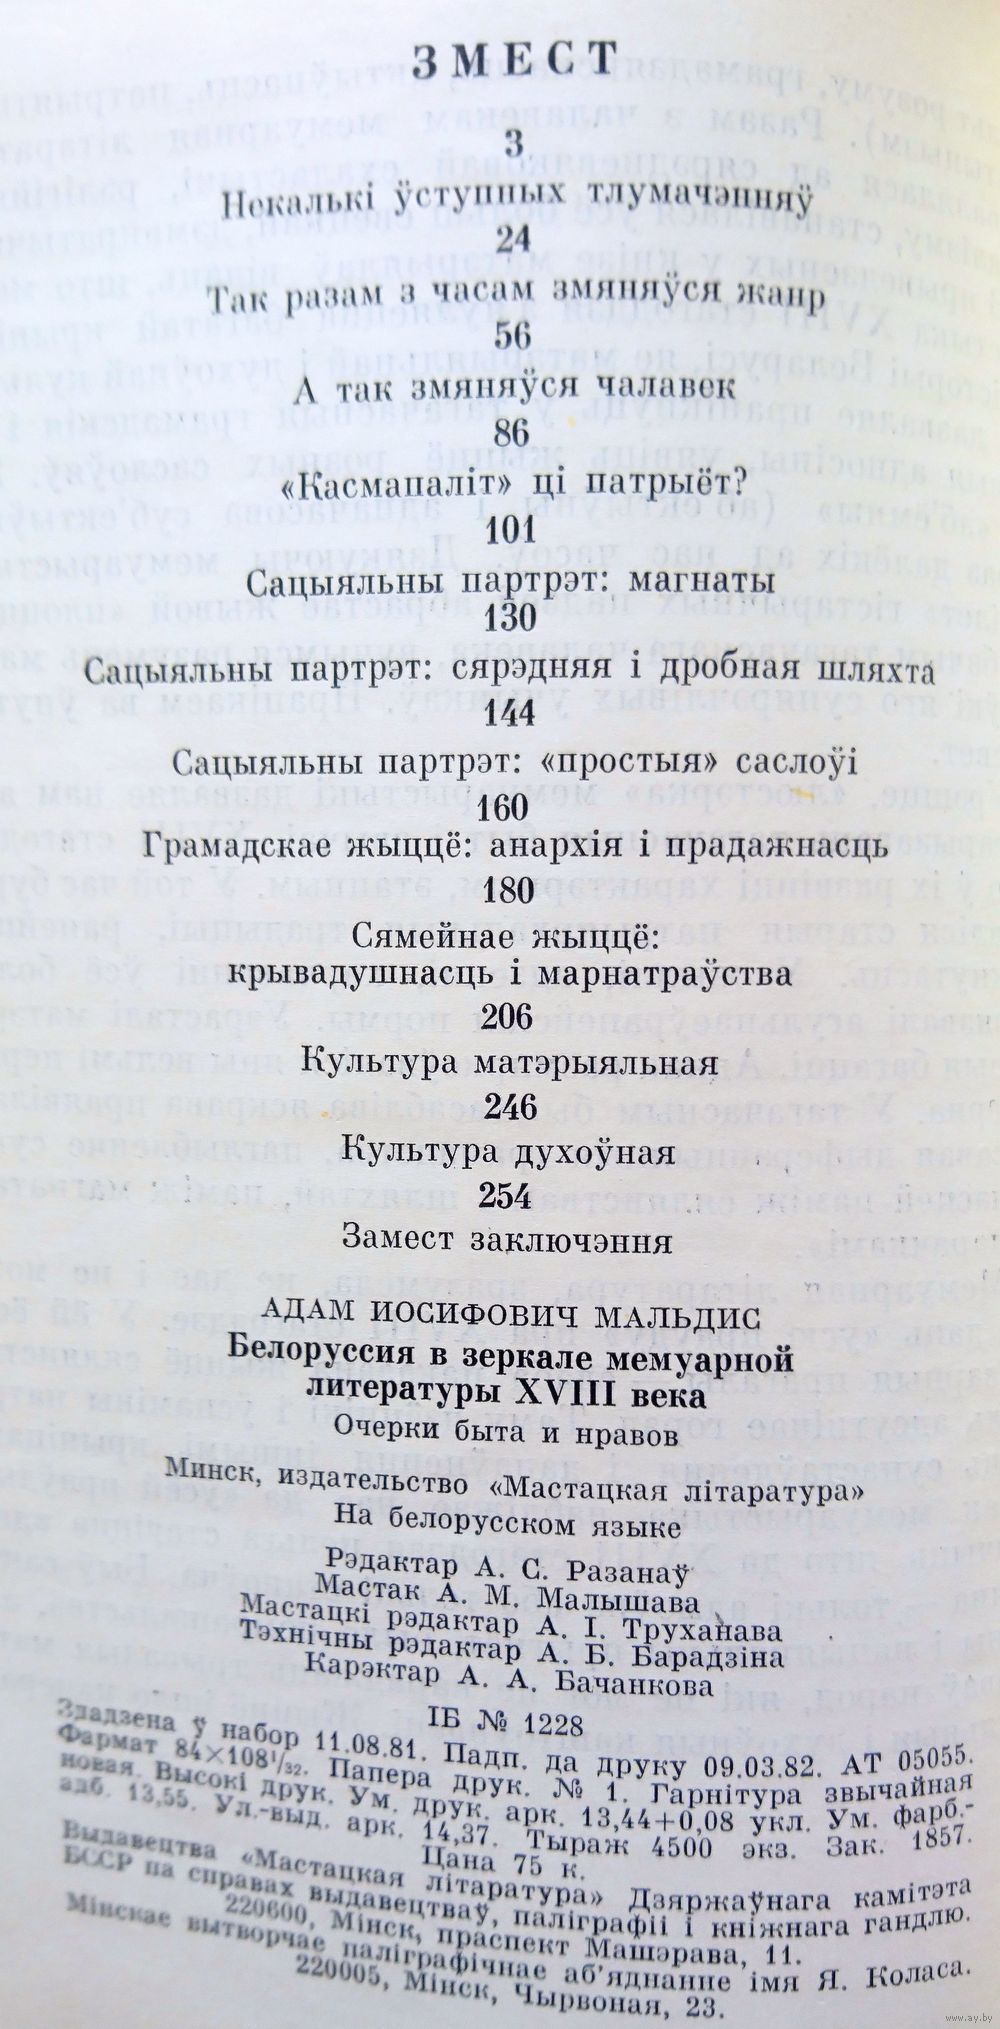 ЗМЕСТ
3
Некалькі ўступных тлумачэнняў
24
Так разам з часам змяняўся жанр
56
А так змяняўся чалавек
86
«Касмапаліт» ці патрыёт?
101
Сацыяльны партрэт: магнаты
130
Сацыяльны партрэт: сярэдняя і дробная шляхта
144
Сацыяльны партрэт: «простыя» саслоўі
160
Грамадскае жыццё: анархія і прадажнасць
180
Сямейнае жыццё:
крывадушнасць і марнатраўства
206
Культура матэрыяльная
246
Культура духоўная
254
Замест заключэння
АДАМ ИОСИФОВИЧ МАЛЬДИС
Белоруссия в зеркале мемуарной
литературы XVIII века
Очерки быта и нравов
Минск, издательство «Мастацкая літаратура»
На белорусском языке
Рэдактар А. С. Разанаў
Мастак А. М. Малышава
Мастацкі рэдактар А. І. Труханава
Тэхнічны рэдактар А. Б. Барадзіна
Карэктар А. А. Бачанкова
ІБ № 1228
Здадзена ў набор 11.08.81. Падп. да друку 09.03.82. АТ 05055.
Фармат 84×108¹/₃₂. Папера друк. № 1. Гарнітура звычайная
новая. Высокі друк. Ум. друк. арк. 13,44+0,08 укл. Ум. фарб.-
адб. 13,55. Ул.-выд. арк. 14,37. Тыраж 4500 экз. Зак. 1857.
Цана 75 к.
Выдавецтва «Мастацкая літаратура» Дзяржаўнага камітэта
БССР па справах выдавецтваў, паліграфіі і кніжнага гандлю.
220600, Мінск, праспект Машэрава, 11.
Мінскае вытворчае паліграфічнае аб'яднанне імя Я. Коласа.
220005, Мінск, Чырвоная, 23.
www.ay.by